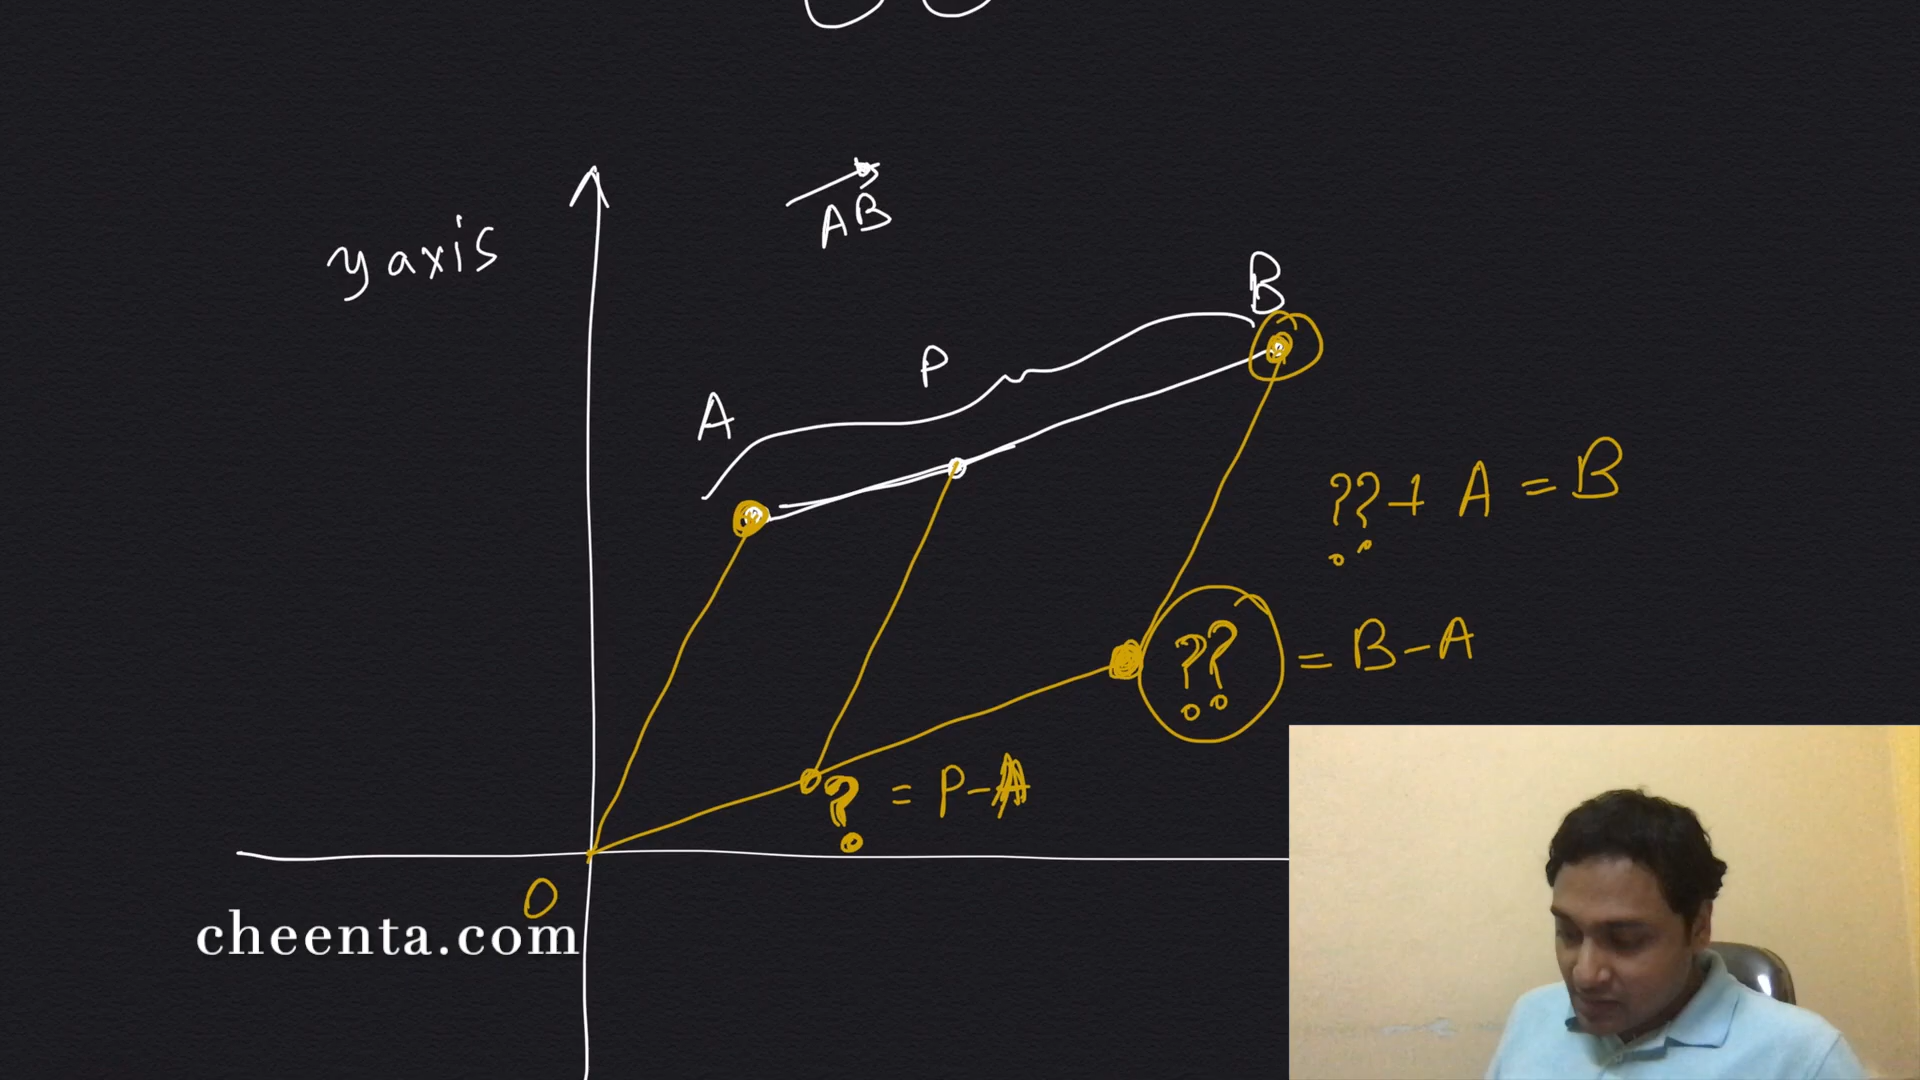 AB
y axis
B
P
A
?? + A = B
?? = B-A
? = P-A
O
cheenta.com